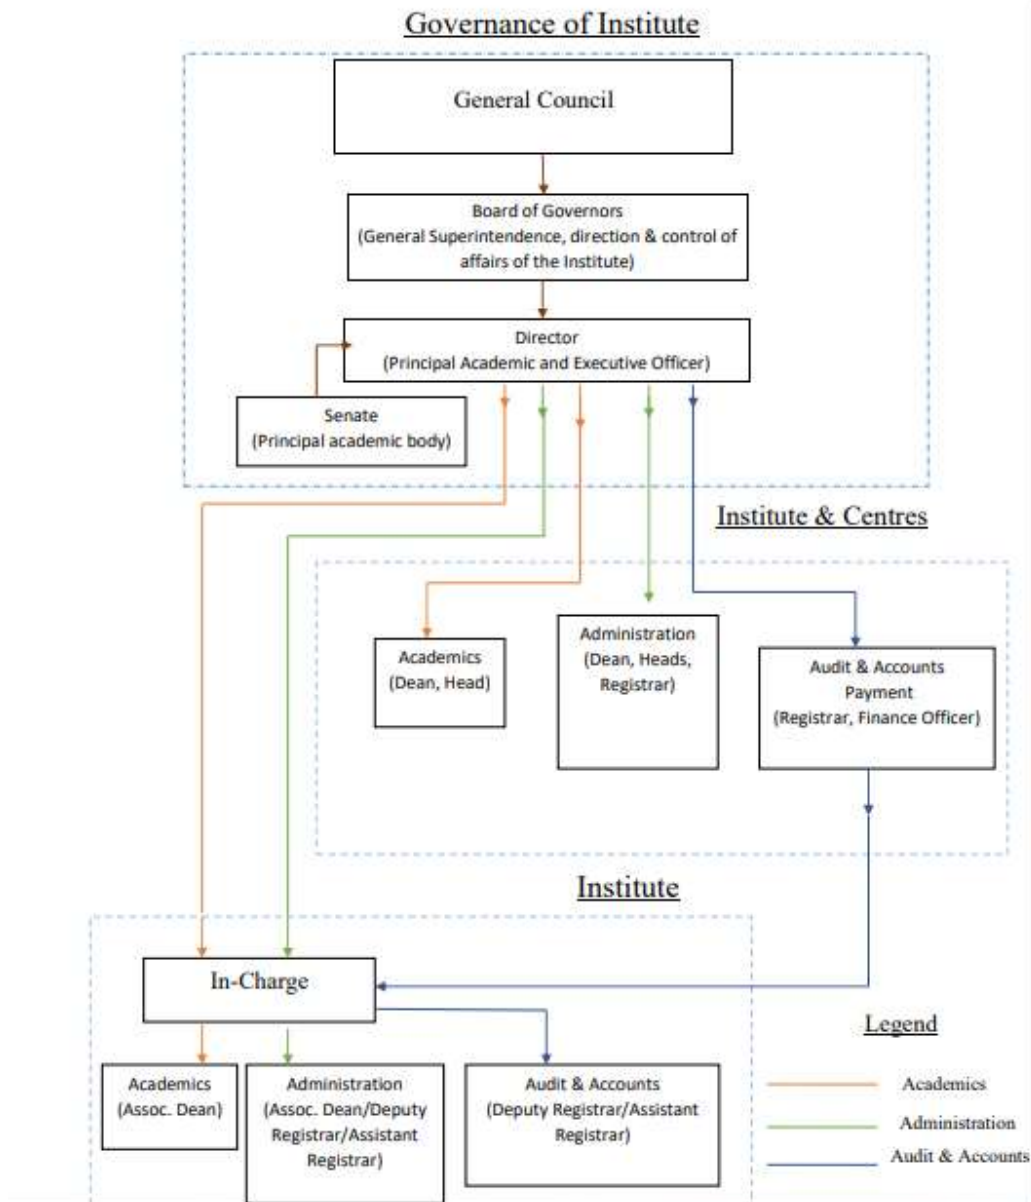 Governance of Institute
General Council
Board of Governors
(General Superintendence, direction & control of
affairs of the Institute)
Director
(Principal Academic and Executive Officer)
Senate
(Principal academic body)
Institute & Centres
Academics
(Dean, Head)
Administration
(Dean, Heads,
Registrar)
Audit & Accounts
Payment
(Registrar, Finance Officer)
Institute
In-Charge
Academics
(Assoc. Dean)
Administration
(Assoc. Dean/Deputy
Registrar/Assistant
Registrar)
Audit & Accounts
(Deputy Registrar/Assistant
Registrar)
Legend
Academics
Administration
Audit & Accounts